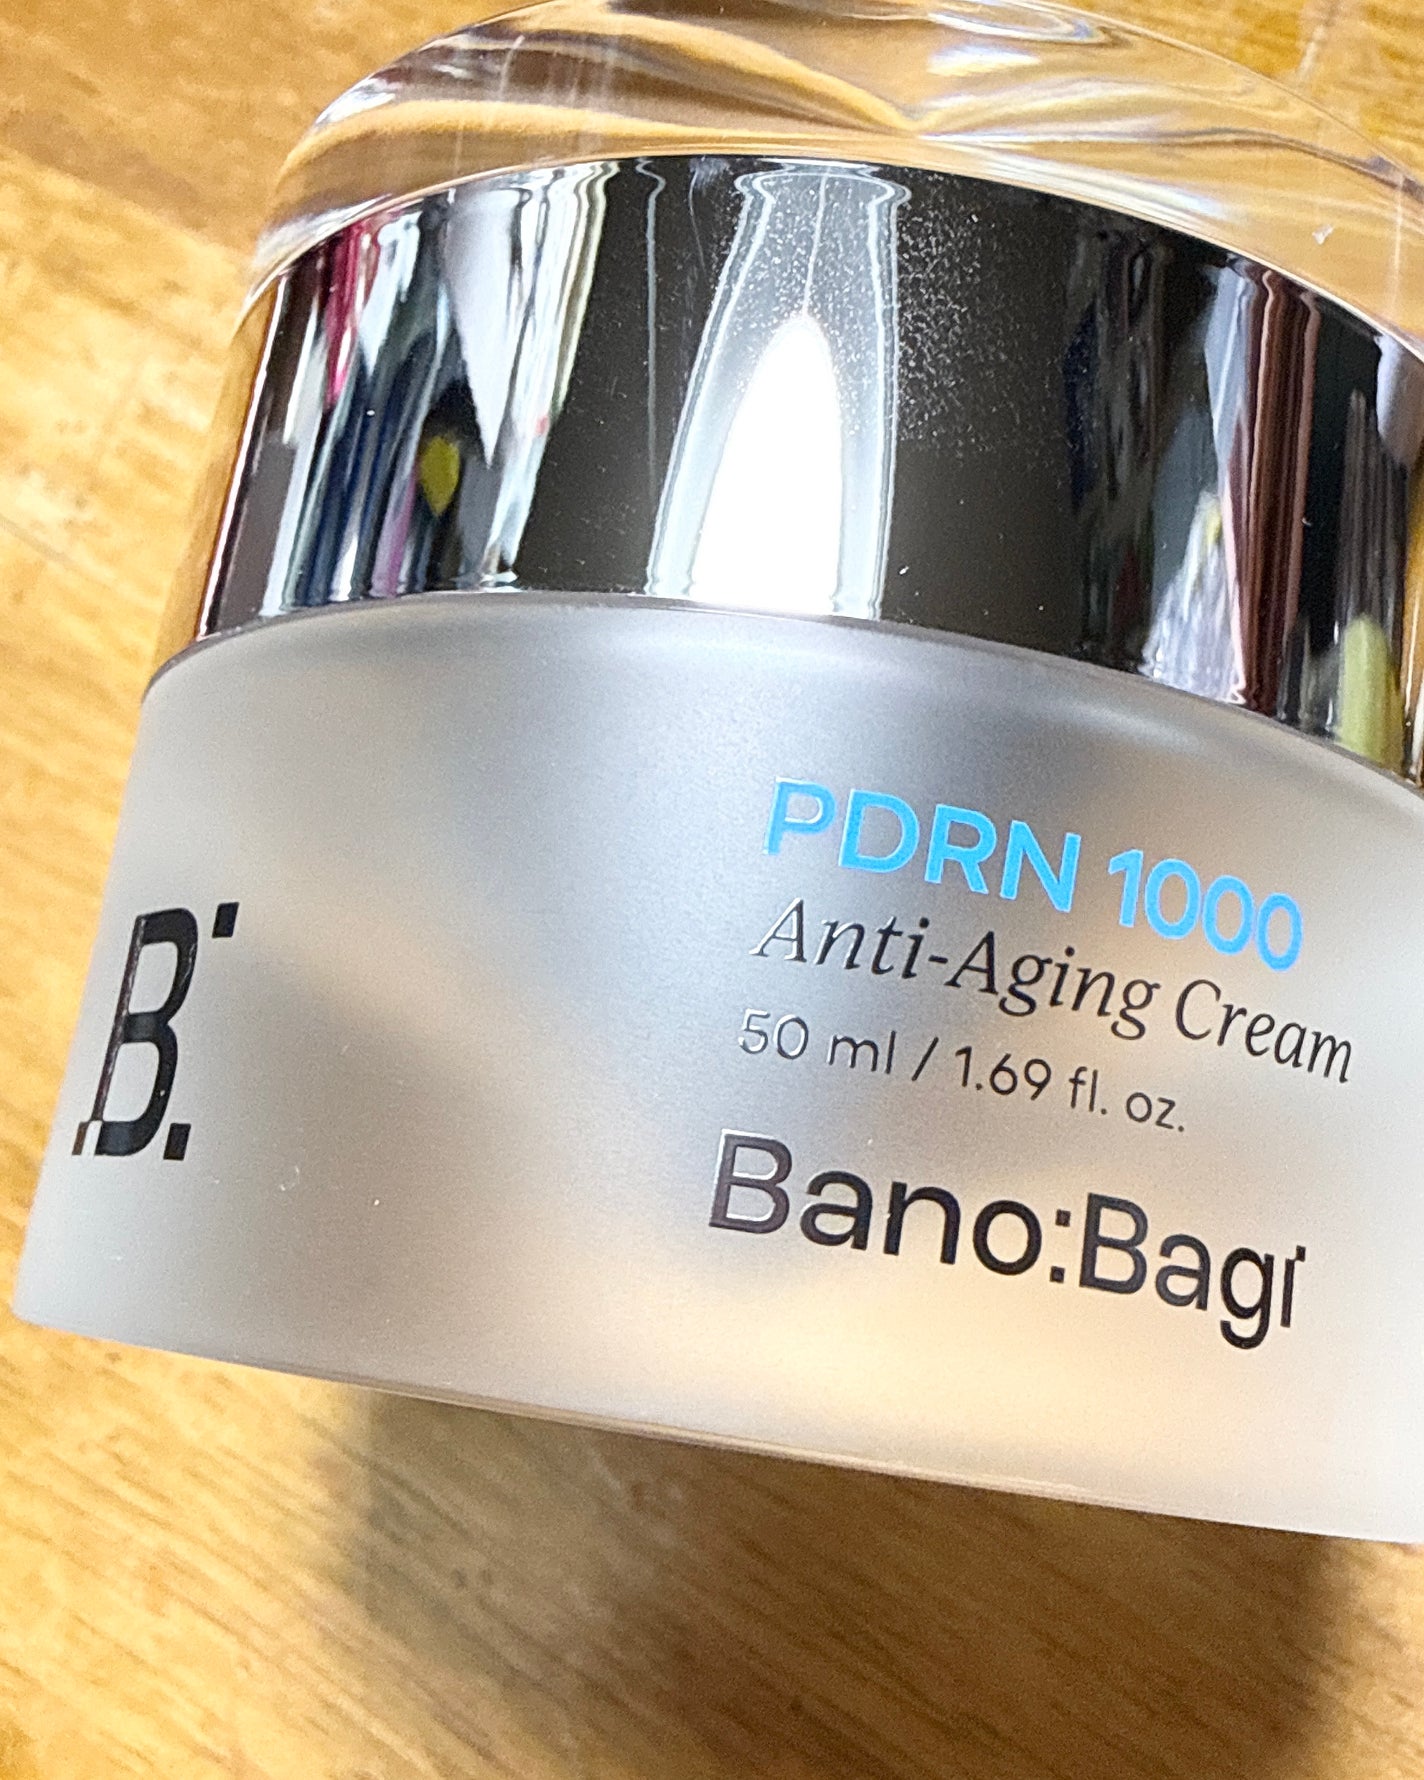 B.
PDRN 1000
Anti-Aging Cream
50 ml / 1.69 fl. oz.
Bano:Bagi